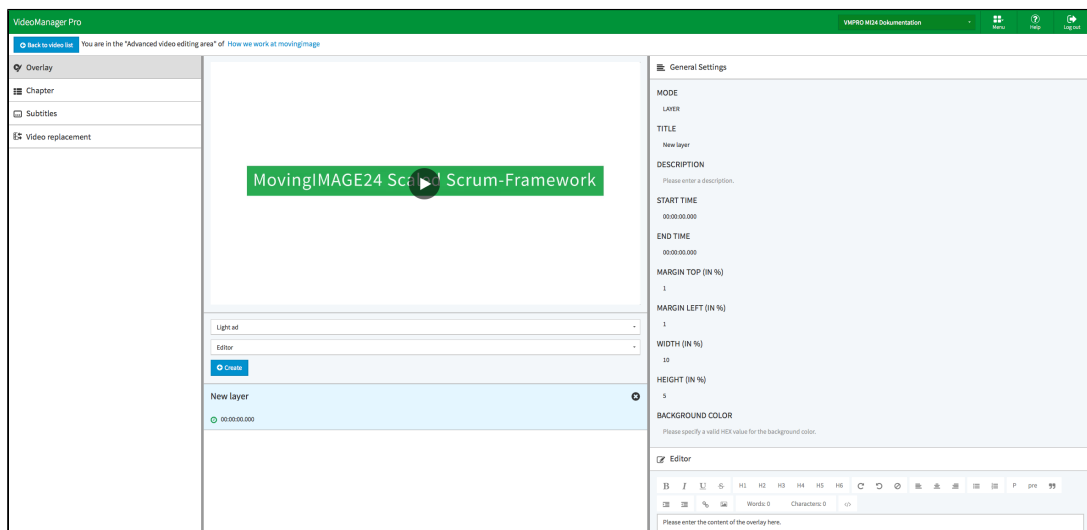 VideoManager Pro
VMPRO MI24 Dokumentation
Menu
Help
Log out
Back to video list You are in the "Advanced video editing area" of How we work at movingimage
Overlay
Chapter
Subtitles
Video replacement
MovingIMAGE24 Scaled Scrum-Framework
Light ad
Editor
Create
New layer
00:00:00.000
General Settings
MODE
LAYER
TITLE
New layer
DESCRIPTION
Please enter a description.
START TIME
00:00:00.000
END TIME
00:00:00.000
MARGIN TOP (IN %)
1
MARGIN LEFT (IN %)
1
WIDTH (IN %)
10
HEIGHT (IN %)
5
BACKGROUND COLOR
Please specify a valid HEX value for the background color.
Editor
B I U S H1 H2 H3 H4 H5 H6 P pre
Words: 0 Characters: 0 </>
Please enter the content of the overlay here.